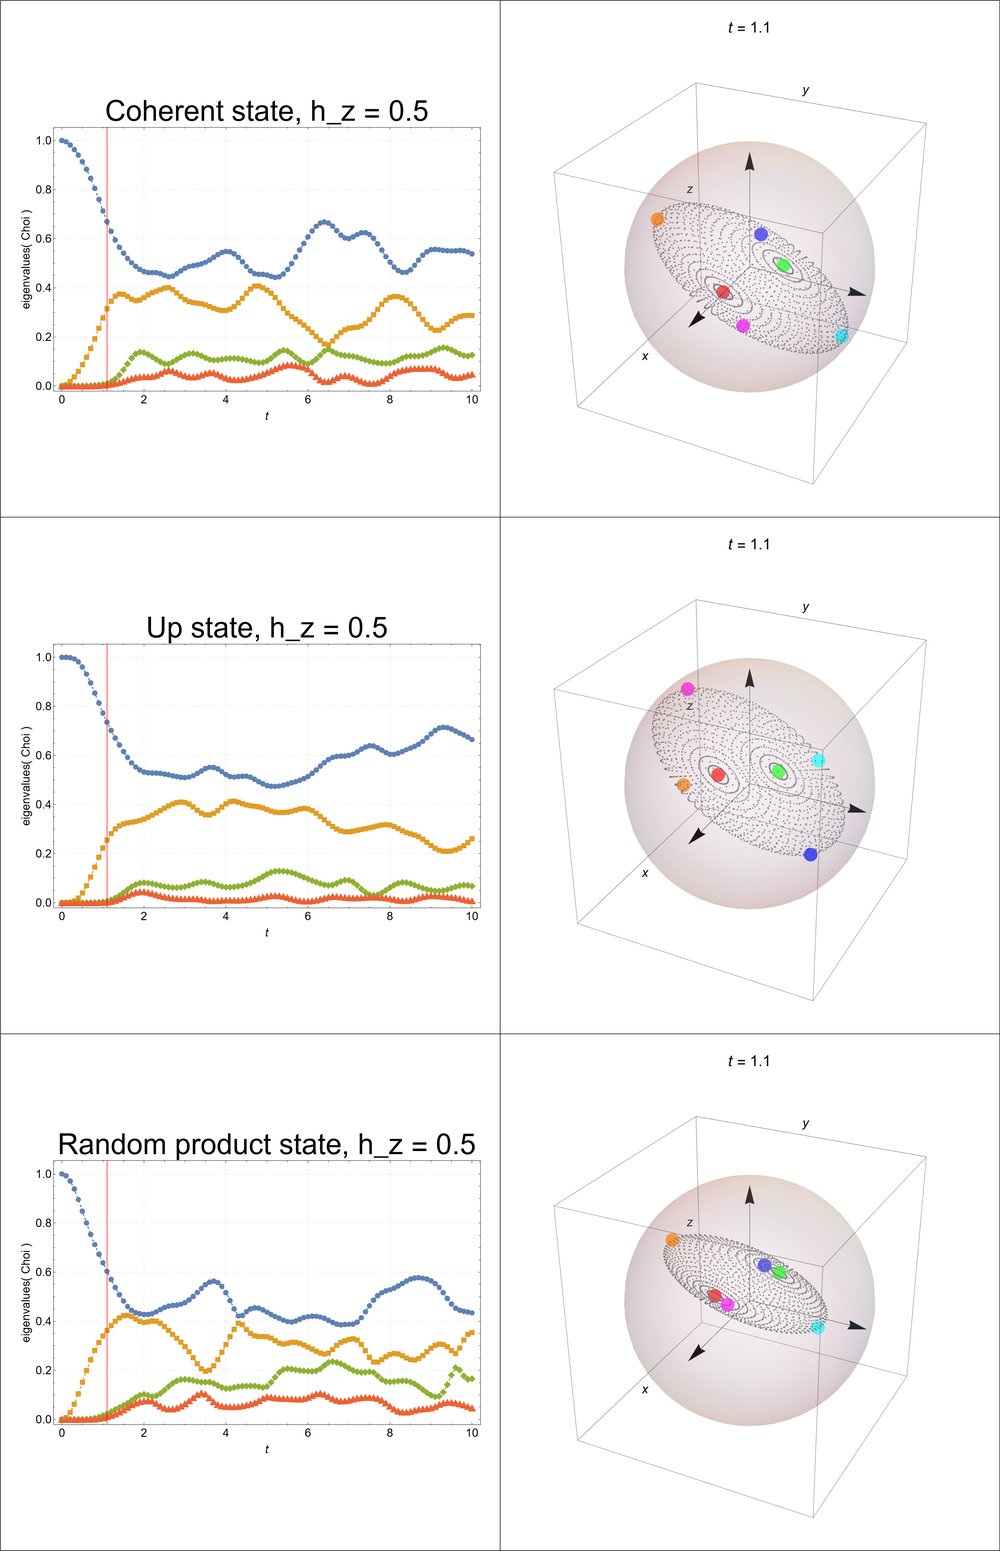 t = 1.1
y
Coherent state, h_z = 0.5
1.0
0.8
0.6
0.4
0.2
0.0
eigenvalues( Choi )
0 2 4 6 8 10
t
z
x
t = 1.1
y
Up state, h_z = 0.5
1.0
0.8
0.6
0.4
0.2
0.0
eigenvalues( Choi )
0 2 4 6 8 10
t
z
x
t = 1.1
y
Random product state, h_z = 0.5
1.0
0.8
0.6
0.4
0.2
0.0
eigenvalues( Choi )
0 2 4 6 8 10
t
z
x